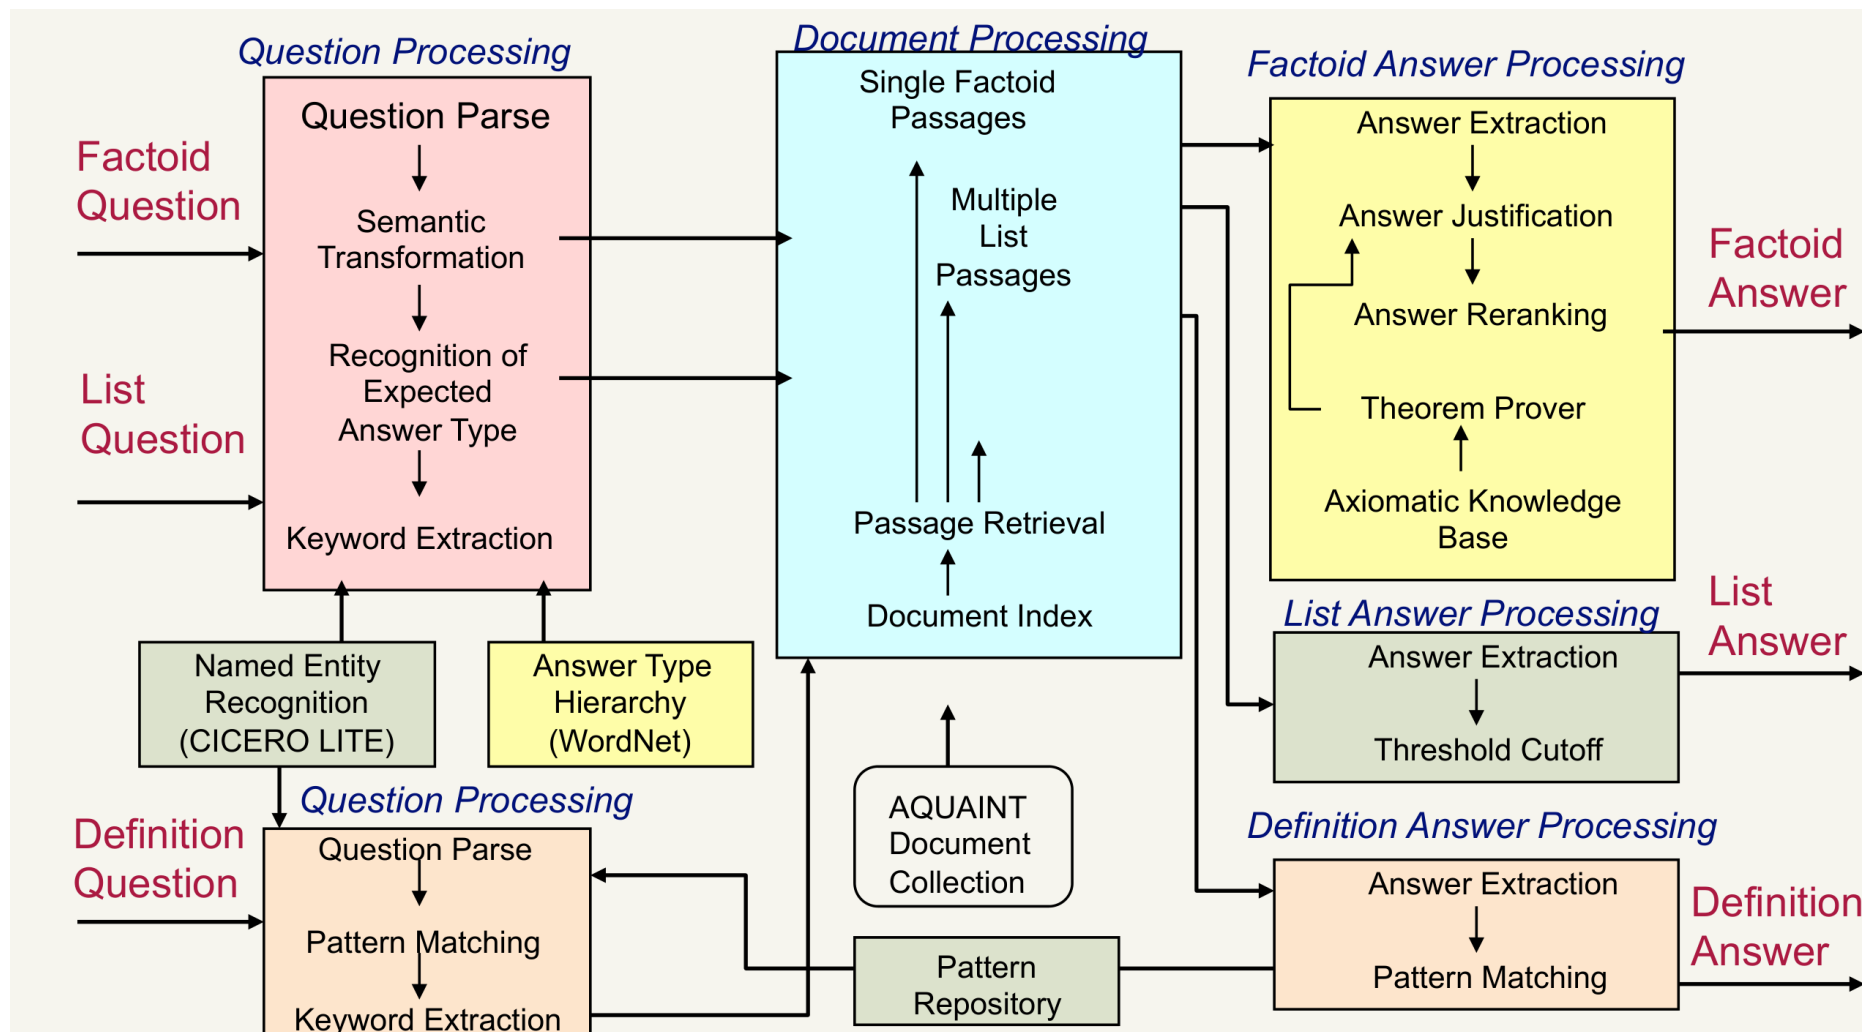 Question Processing
Question Parse
Semantic
Transformation
Recognition of
Expected
Answer Type
Keyword Extraction
Factoid
Question
List
Question
Named Entity
Recognition
(CICERO LITE)
Answer Type
Hierarchy
(WordNet)
Question Processing
Definition
Question
Question Parse
Pattern Matching
Keyword Extraction
Document Processing
Single Factoid
Passages
Multiple
List
Passages
Passage Retrieval
Document Index
AQUAINT
Document
Collection
Pattern
Repository
Factoid Answer Processing
Answer Extraction
Answer Justification
Answer Reranking
Theorem Prover
Axiomatic Knowledge
Base
Factoid
Answer
List Answer Processing
Answer Extraction
Threshold Cutoff
List
Answer
Definition Answer Processing
Answer Extraction
Pattern Matching
Definition
Answer